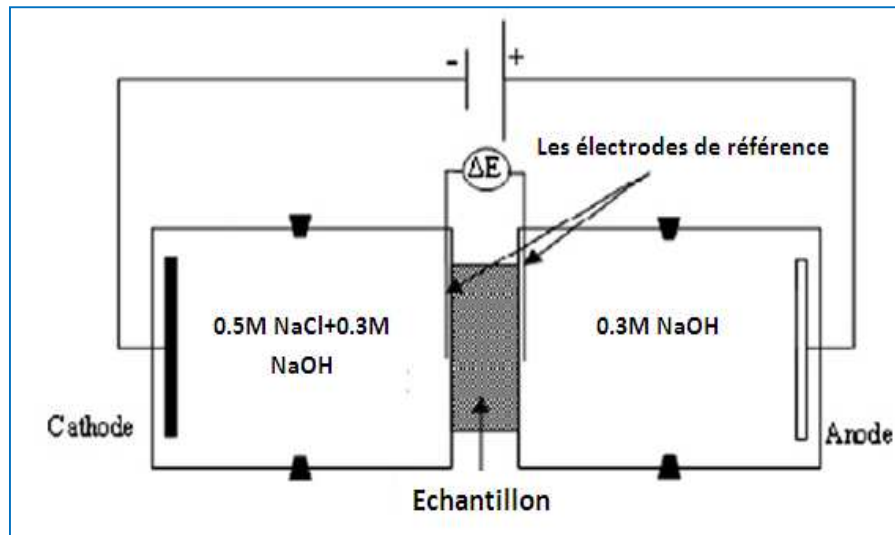 - +
ΔE
Les électrodes de référence
0.5M NaCl+0.3M
NaOH
0.3M NaOH
Cathode
Anode
Echantillon